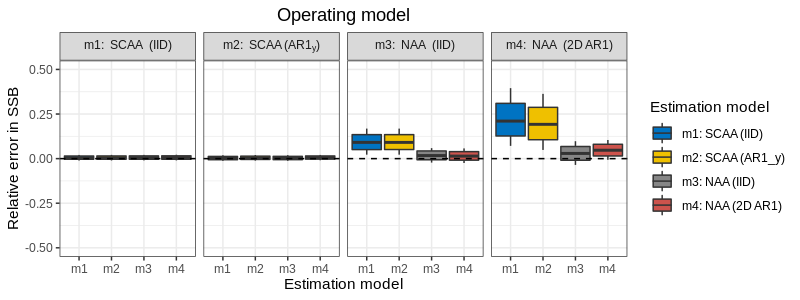 Operating model
m1: SCAA (IID) m2: SCAA (AR1y) m3: NAA (IID) m4: NAA (2D AR1)
Relative error in SSB
0.50
0.25
0.00
-0.25
-0.50
m1 m2 m3 m4 m1 m2 m3 m4 m1 m2 m3 m4 m1 m2 m3 m4
Estimation model
Estimation model
m1: SCAA (IID)
m2: SCAA (AR1_y)
m3: NAA (IID)
m4: NAA (2D AR1)